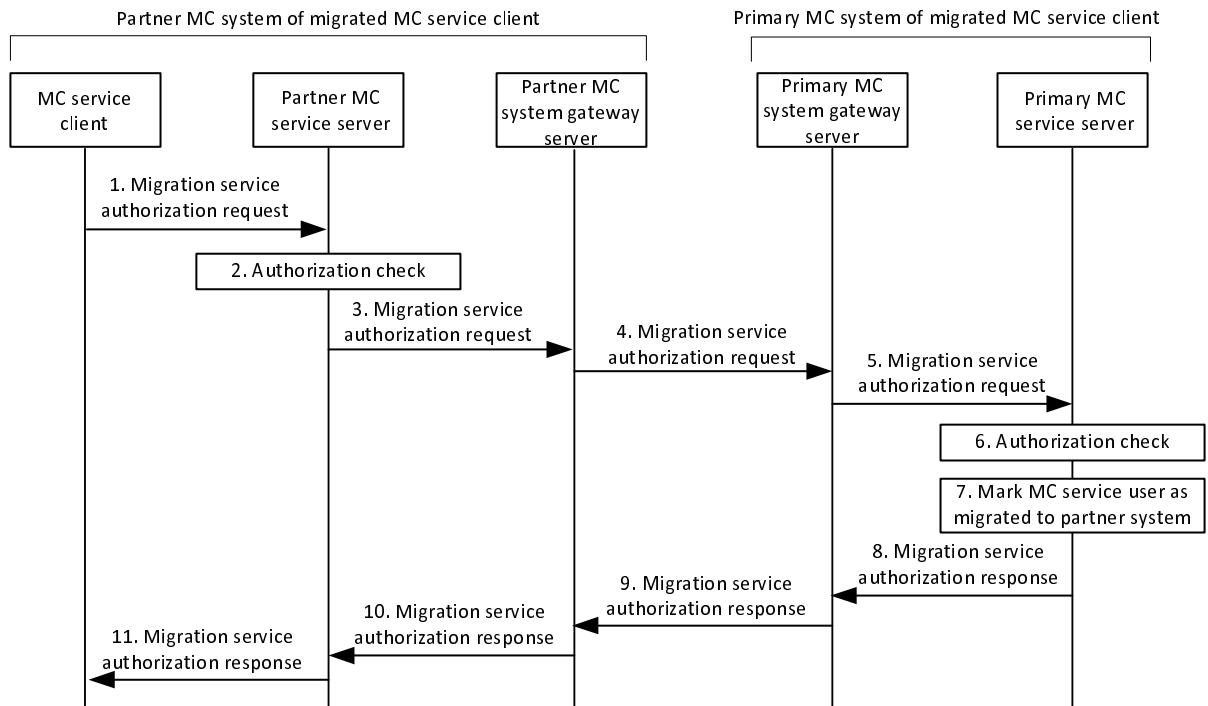 Partner MC system of migrated MC service client
Primary MC system of migrated MC service client
MC service
client
Partner MC
service server
Partner MC
system gateway
server
Primary MC
system gateway
server
Primary MC
service server
1. Migration service
authorization request
2. Authorization check
3. Migration service
authorization request
4. Migration service
authorization request
5. Migration service
authorization request
6. Authorization check
7. Mark MC service user as
migrated to partner system
8. Migration service
authorization response
9. Migration service
authorization response
10. Migration service
authorization response
11. Migration service
authorization response